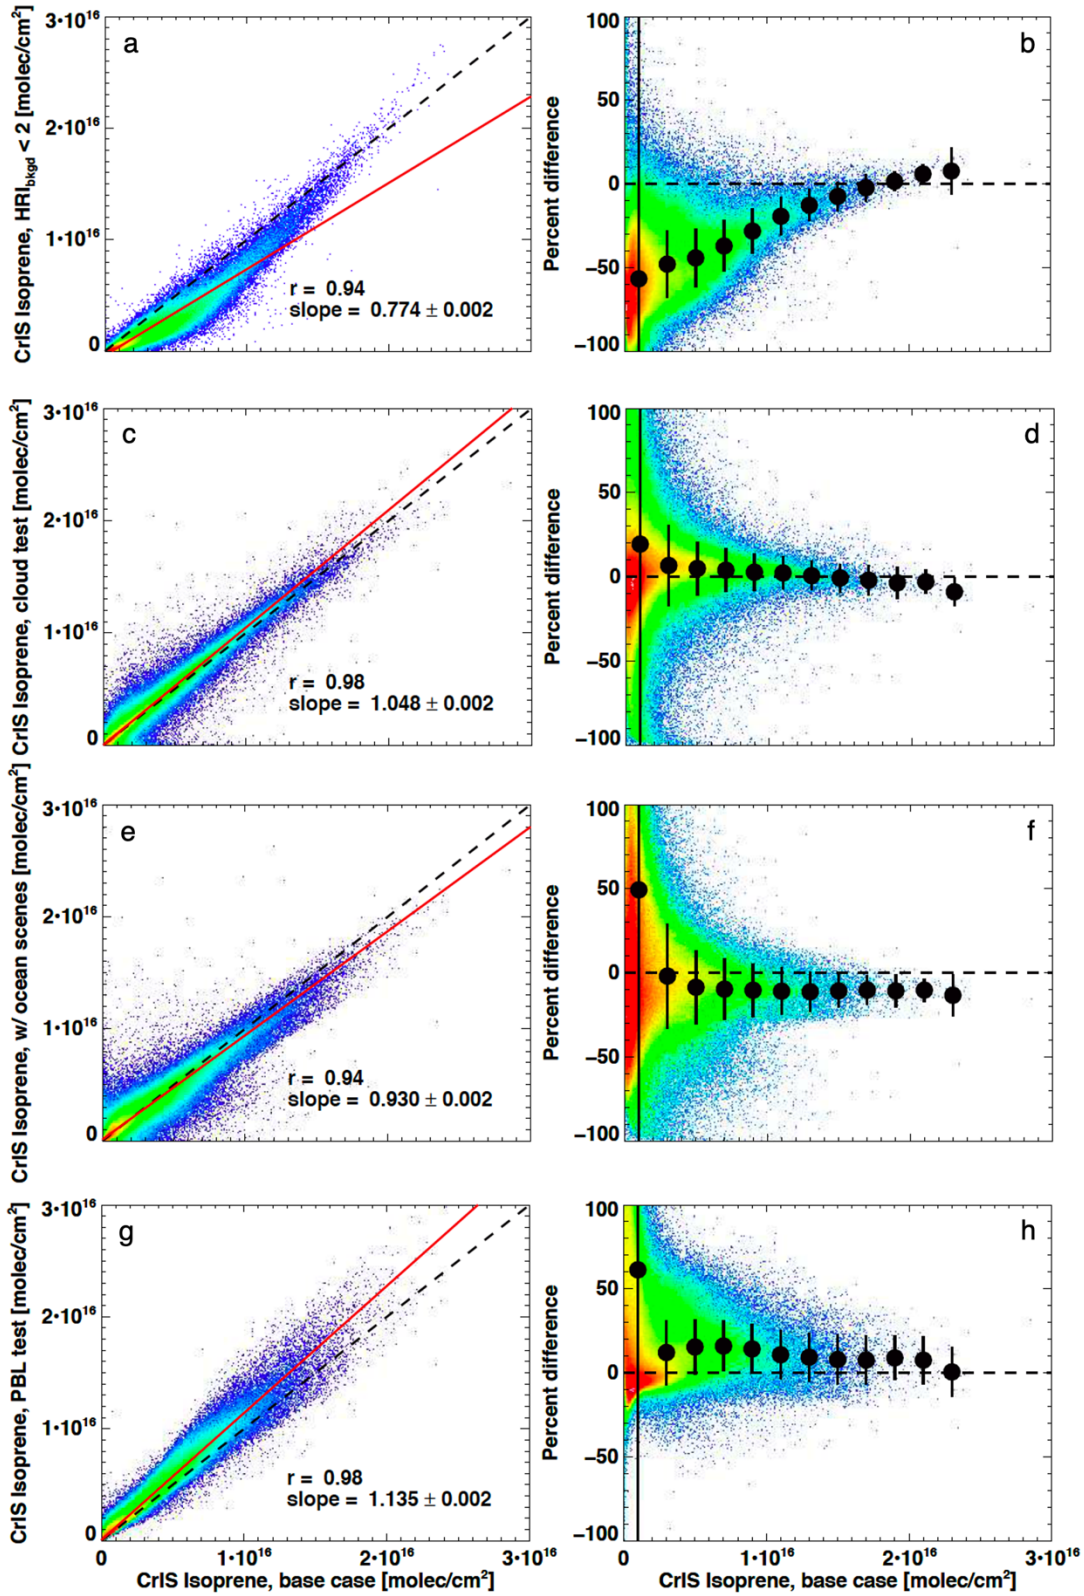 CrIS Isoprene, HRI_bkgd < 2 [molec/cm²]
3•10¹⁶
2•10¹⁶
1•10¹⁶
0
a
r = 0.94
slope = 0.774 ± 0.002
Percent difference
100
50
0
−50
−100
b
CrIS Isoprene, cloud test [molec/cm²]
3•10¹⁶
2•10¹⁶
1•10¹⁶
0
c
r = 0.98
slope = 1.048 ± 0.002
Percent difference
100
50
0
−50
−100
d
CrIS Isoprene, w/ ocean scenes [molec/cm²]
3•10¹⁶
2•10¹⁶
1•10¹⁶
0
e
r = 0.94
slope = 0.930 ± 0.002
Percent difference
100
50
0
−50
−100
f
CrIS Isoprene, PBL test [molec/cm²]
3•10¹⁶
2•10¹⁶
1•10¹⁶
0
g
r = 0.98
slope = 1.135 ± 0.002
0 1•10¹⁶ 2•10¹⁶ 3•10¹⁶
CrIS Isoprene, base case [molec/cm²]
Percent difference
100
50
0
−50
−100
h
0 1•10¹⁶ 2•10¹⁶ 3•10¹⁶
CrIS Isoprene, base case [molec/cm²]